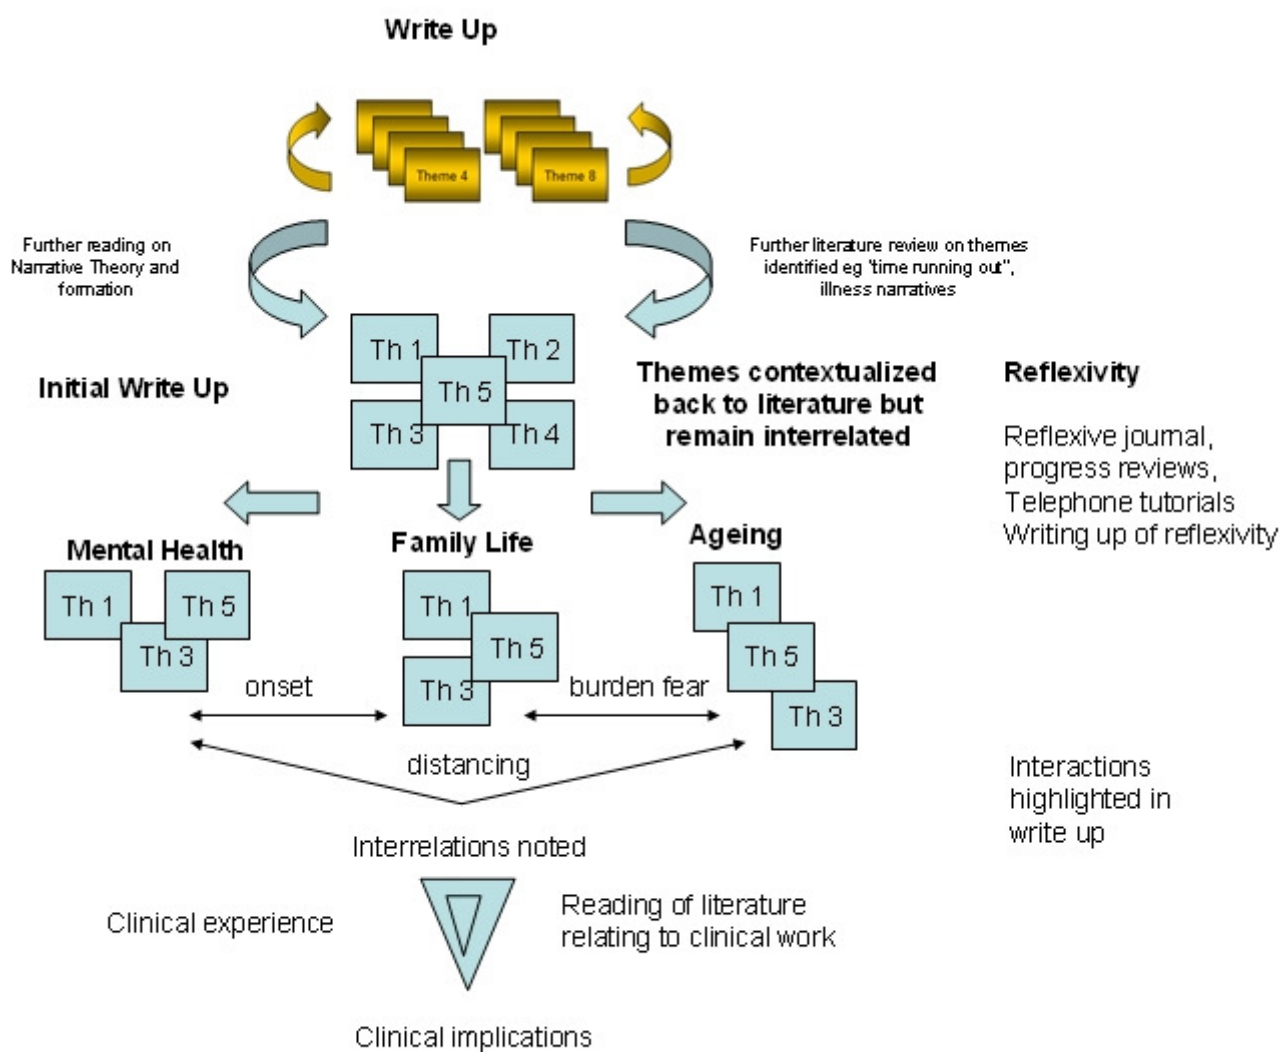 Write Up
Theme 4
Theme 8
Further reading on
Narrative Theory and
formation
Further literature review on themes
identified eg "time running out",
illness narratives
Th 1
Th 2
Th 5
Th 3
Th 4
Initial Write Up
Themes contextualized
back to literature but
remain interrelated
Reflexivity
Reflexive journal,
progress reviews,
Telephone tutorials
Writing up of reflexivity
Mental Health
Th 1
Th 5
Th 3
Family Life
Th 1
Th 5
Th 3
Ageing
Th 1
Th 5
Th 3
onset
burden fear
distancing
Interactions
highlighted in
write up
Interrelations noted
Clinical experience
Reading of literature
relating to clinical work
Clinical implications